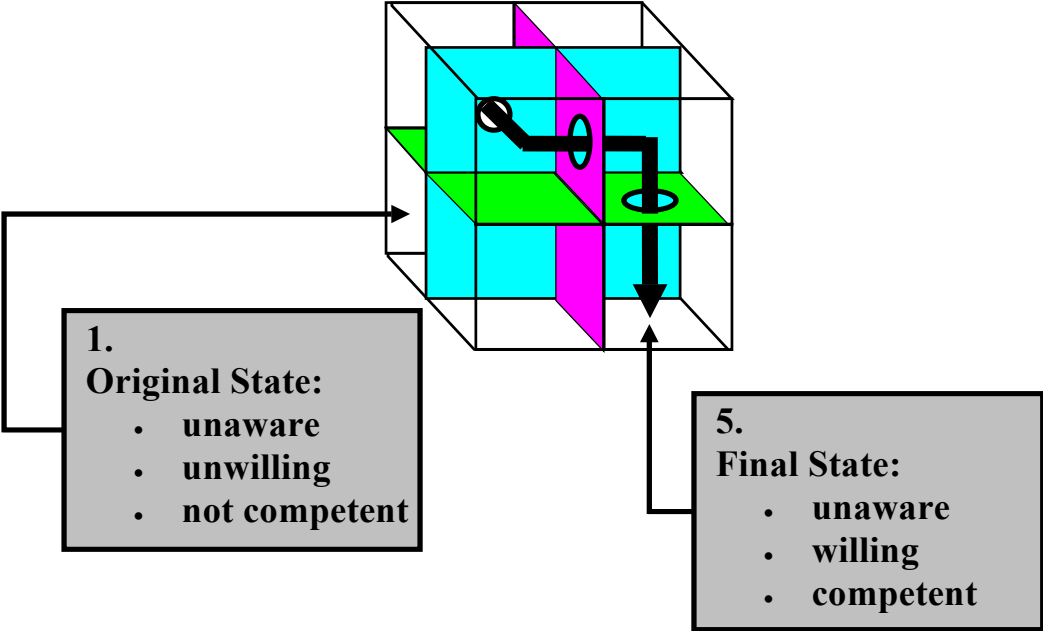 1.
Original State:
• unaware
• unwilling
• not competent
5.
Final State:
• unaware
• willing
• competent